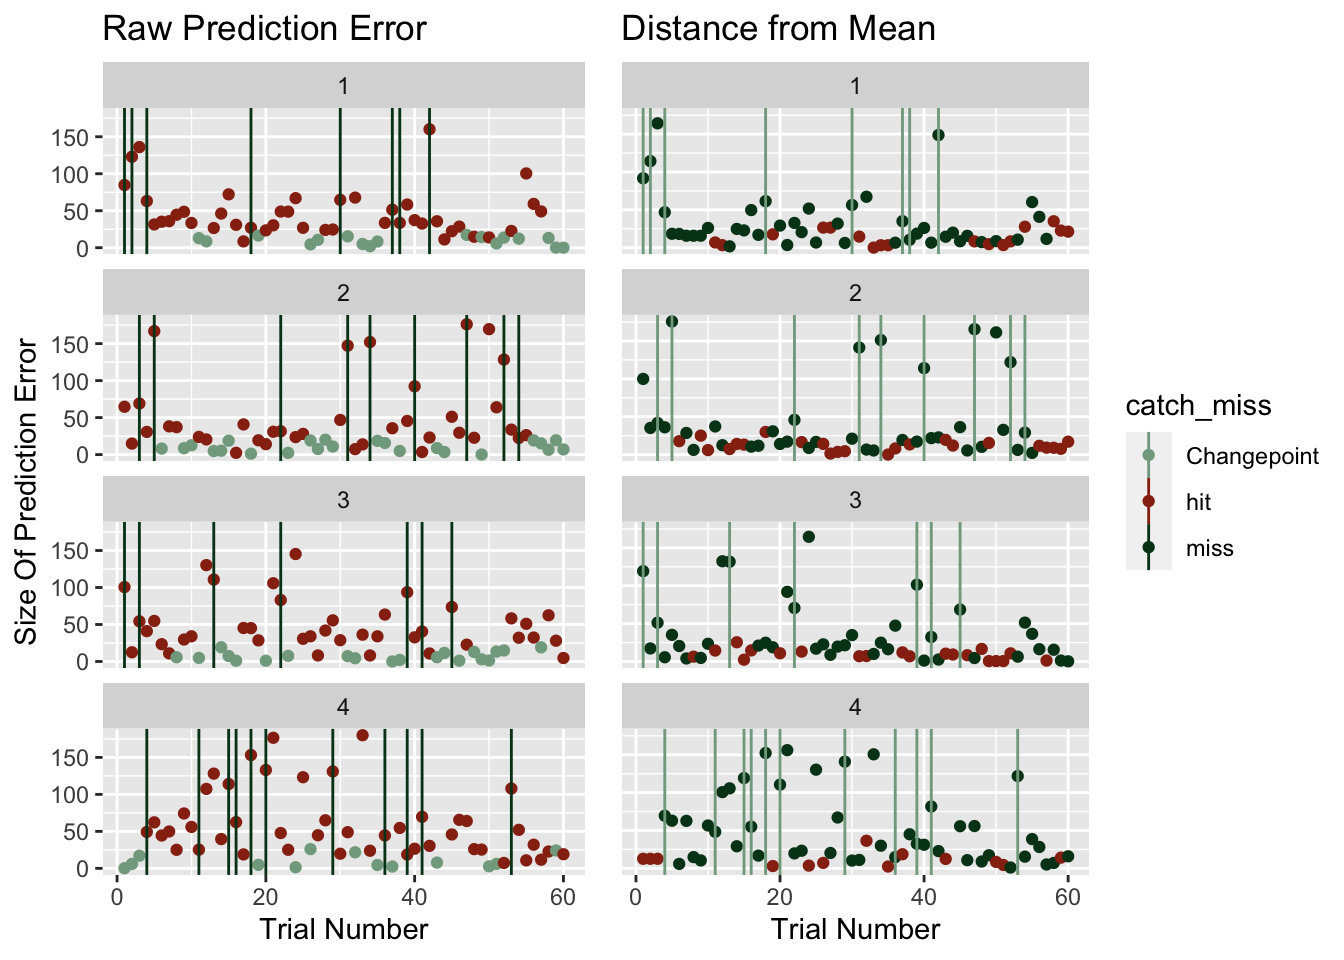 Raw Prediction Error
Distance from Mean
1
1
150
100
50
0
2
2
150
100
50
0
3
3
150
100
50
0
4
4
150
100
50
0
Size Of Prediction Error
0 20 40 60
0 20 40 60
Trial Number
Trial Number
catch_miss
Changepoint
hit
miss